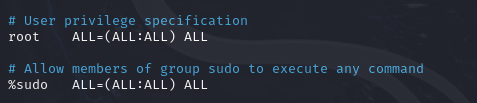 # User privilege specification
root    ALL=(ALL:ALL) ALL
# Allow members of group sudo to execute any command
%sudo   ALL=(ALL:ALL) ALL